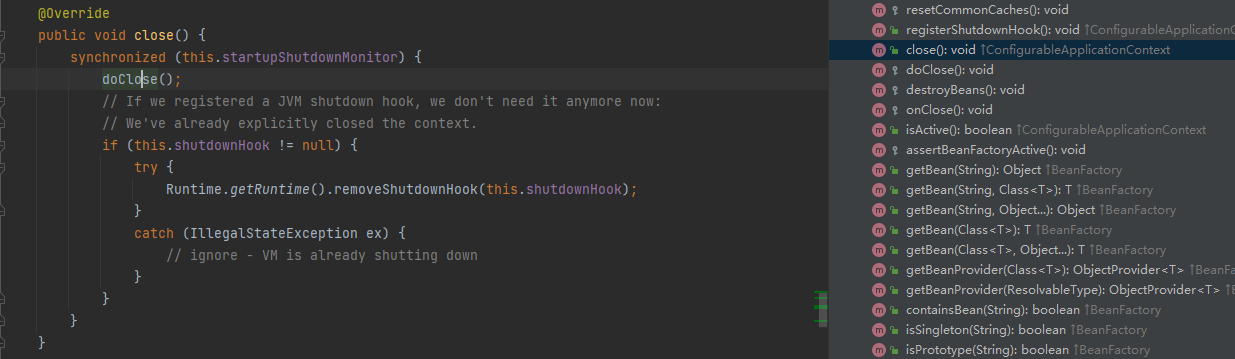 @Override
public void close() {
synchronized (this.startupShutdownMonitor) {
doClose();
// If we registered a JVM shutdown hook, we don't need it anymore now:
// We've already explicitly closed the context.
if (this.shutdownHook != null) {
try {
Runtime.getRuntime().removeShutdownHook(this.shutdownHook);
}
catch (IllegalStateException ex) {
// ignore - VM is already shutting down
}
}
}
}
resetCommonCaches(): void
registerShutdownHook(): void ↑ConfigurableApplicationC
close(): void ↑ConfigurableApplicationContext
doClose(): void
destroyBeans(): void
onClose(): void
isActive(): boolean ↑ConfigurableApplicationContext
assertBeanFactoryActive(): void
getBean(String): Object ↑BeanFactory
getBean(String, Class<T>): T ↑BeanFactory
getBean(String, Object...): Object ↑BeanFactory
getBean(Class<T>): T ↑BeanFactory
getBean(Class<T>, Object...): T ↑BeanFactory
getBeanProvider(Class<T>): ObjectProvider<T> ↑BeanFa
getBeanProvider(ResolvableType): ObjectProvider<T> ↑
containsBean(String): boolean ↑BeanFactory
isSingleton(String): boolean ↑BeanFactory
isPrototype(String): boolean ↑BeanFactory